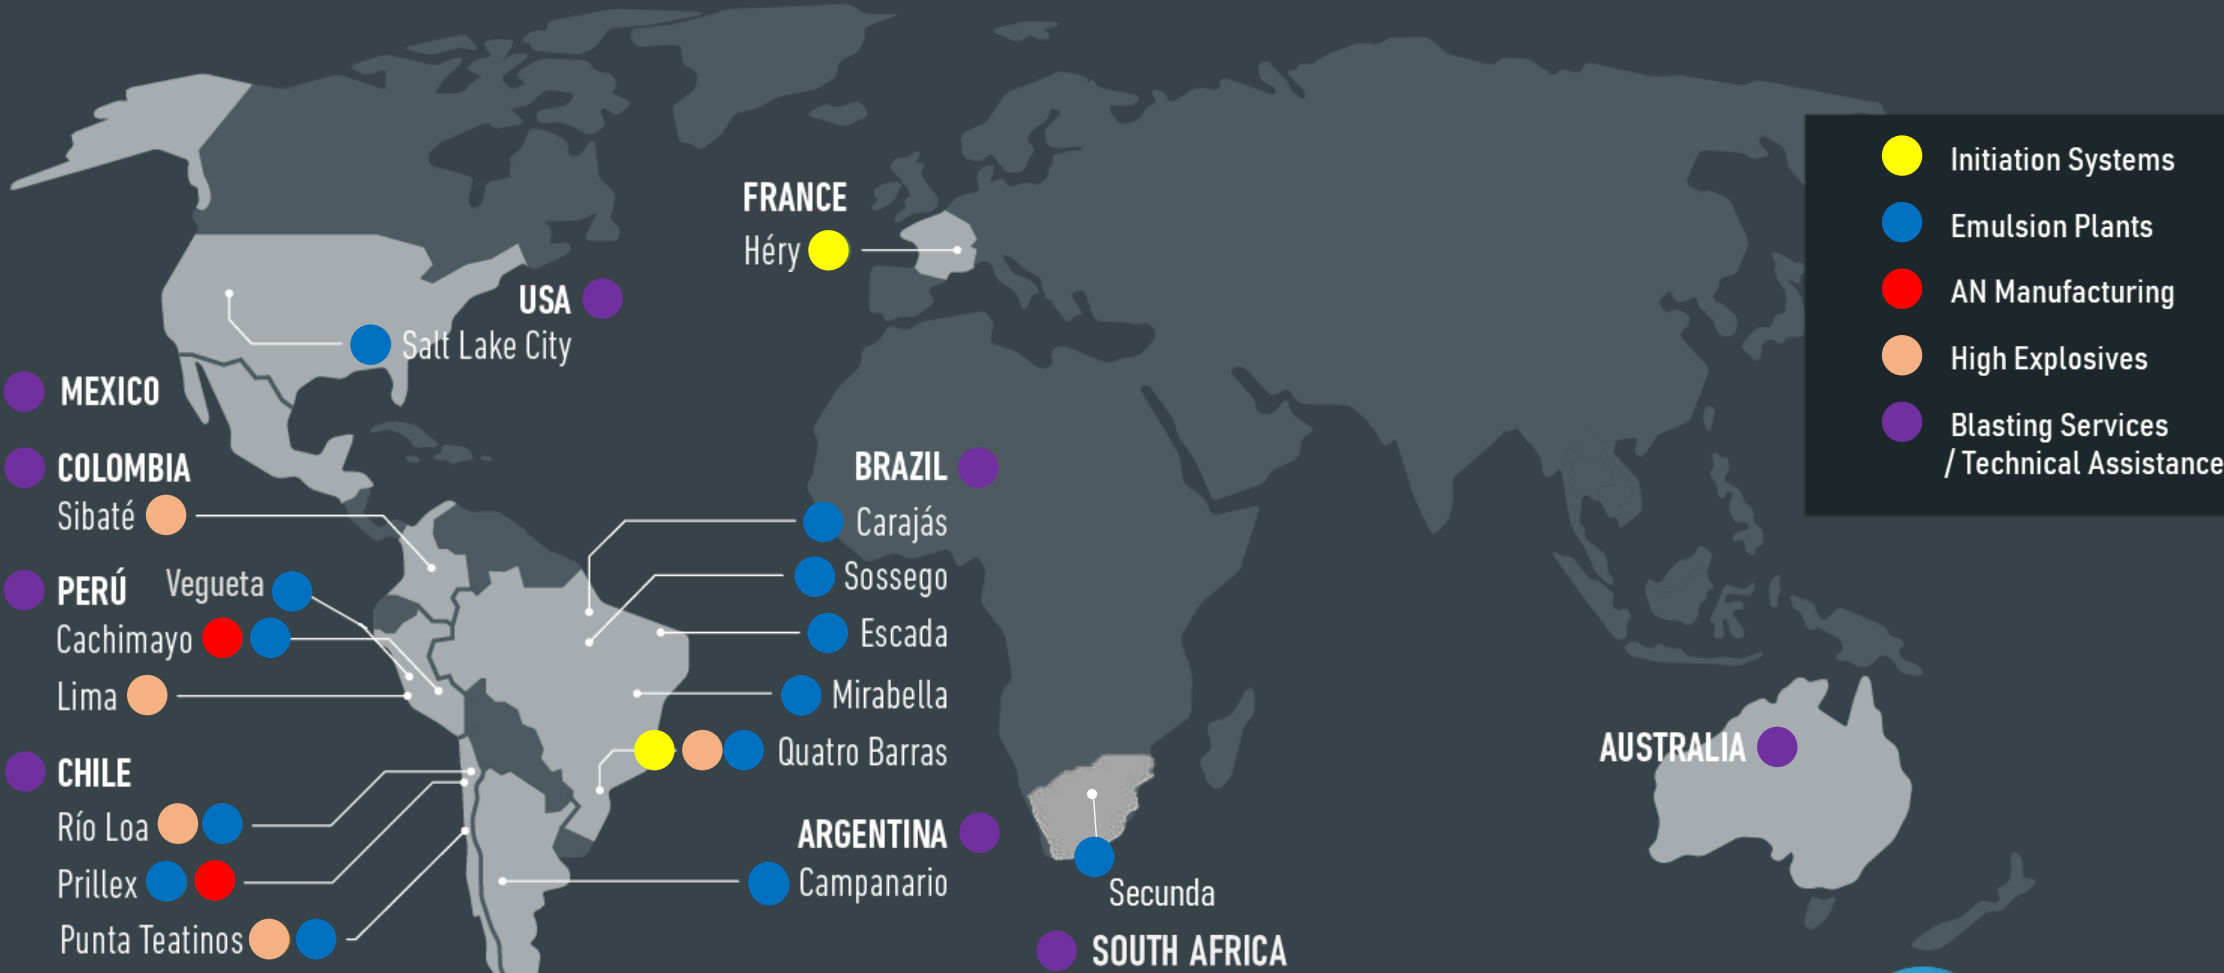 FRANCE
Héry
USA
Salt Lake City
MEXICO
COLOMBIA
Sibaté
PERÚ
Vegueta
Cachimayo
Lima
CHILE
Río Loa
Prillex
Punta Teatinos
BRAZIL
Carajás
Sossego
Escada
Mirabella
Quatro Barras
ARGENTINA
Campanario
Secunda
SOUTH AFRICA
AUSTRALIA
Initiation Systems
Emulsion Plants
AN Manufacturing
High Explosives
Blasting Services
/ Technical Assistance